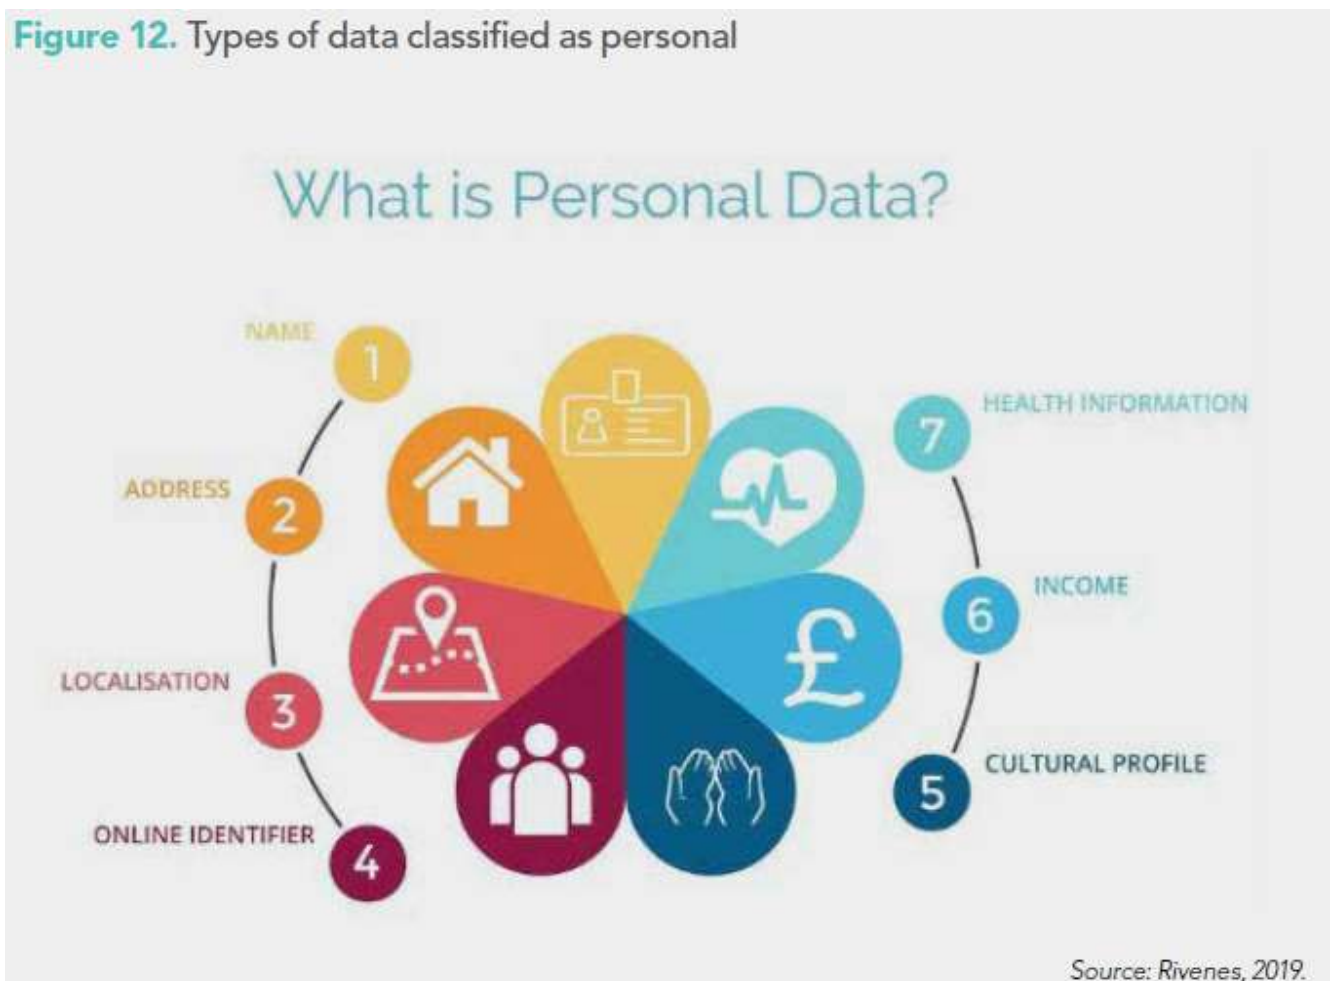 Figure 12. Types of data classified as personal
What is Personal Data?
NAME
1
ADDRESS
2
LOCALISATION
3
ONLINE IDENTIFIER
4
CULTURAL PROFILE
5
INCOME
6
£
HEALTH INFORMATION
7
Source: Rivenes, 2019.